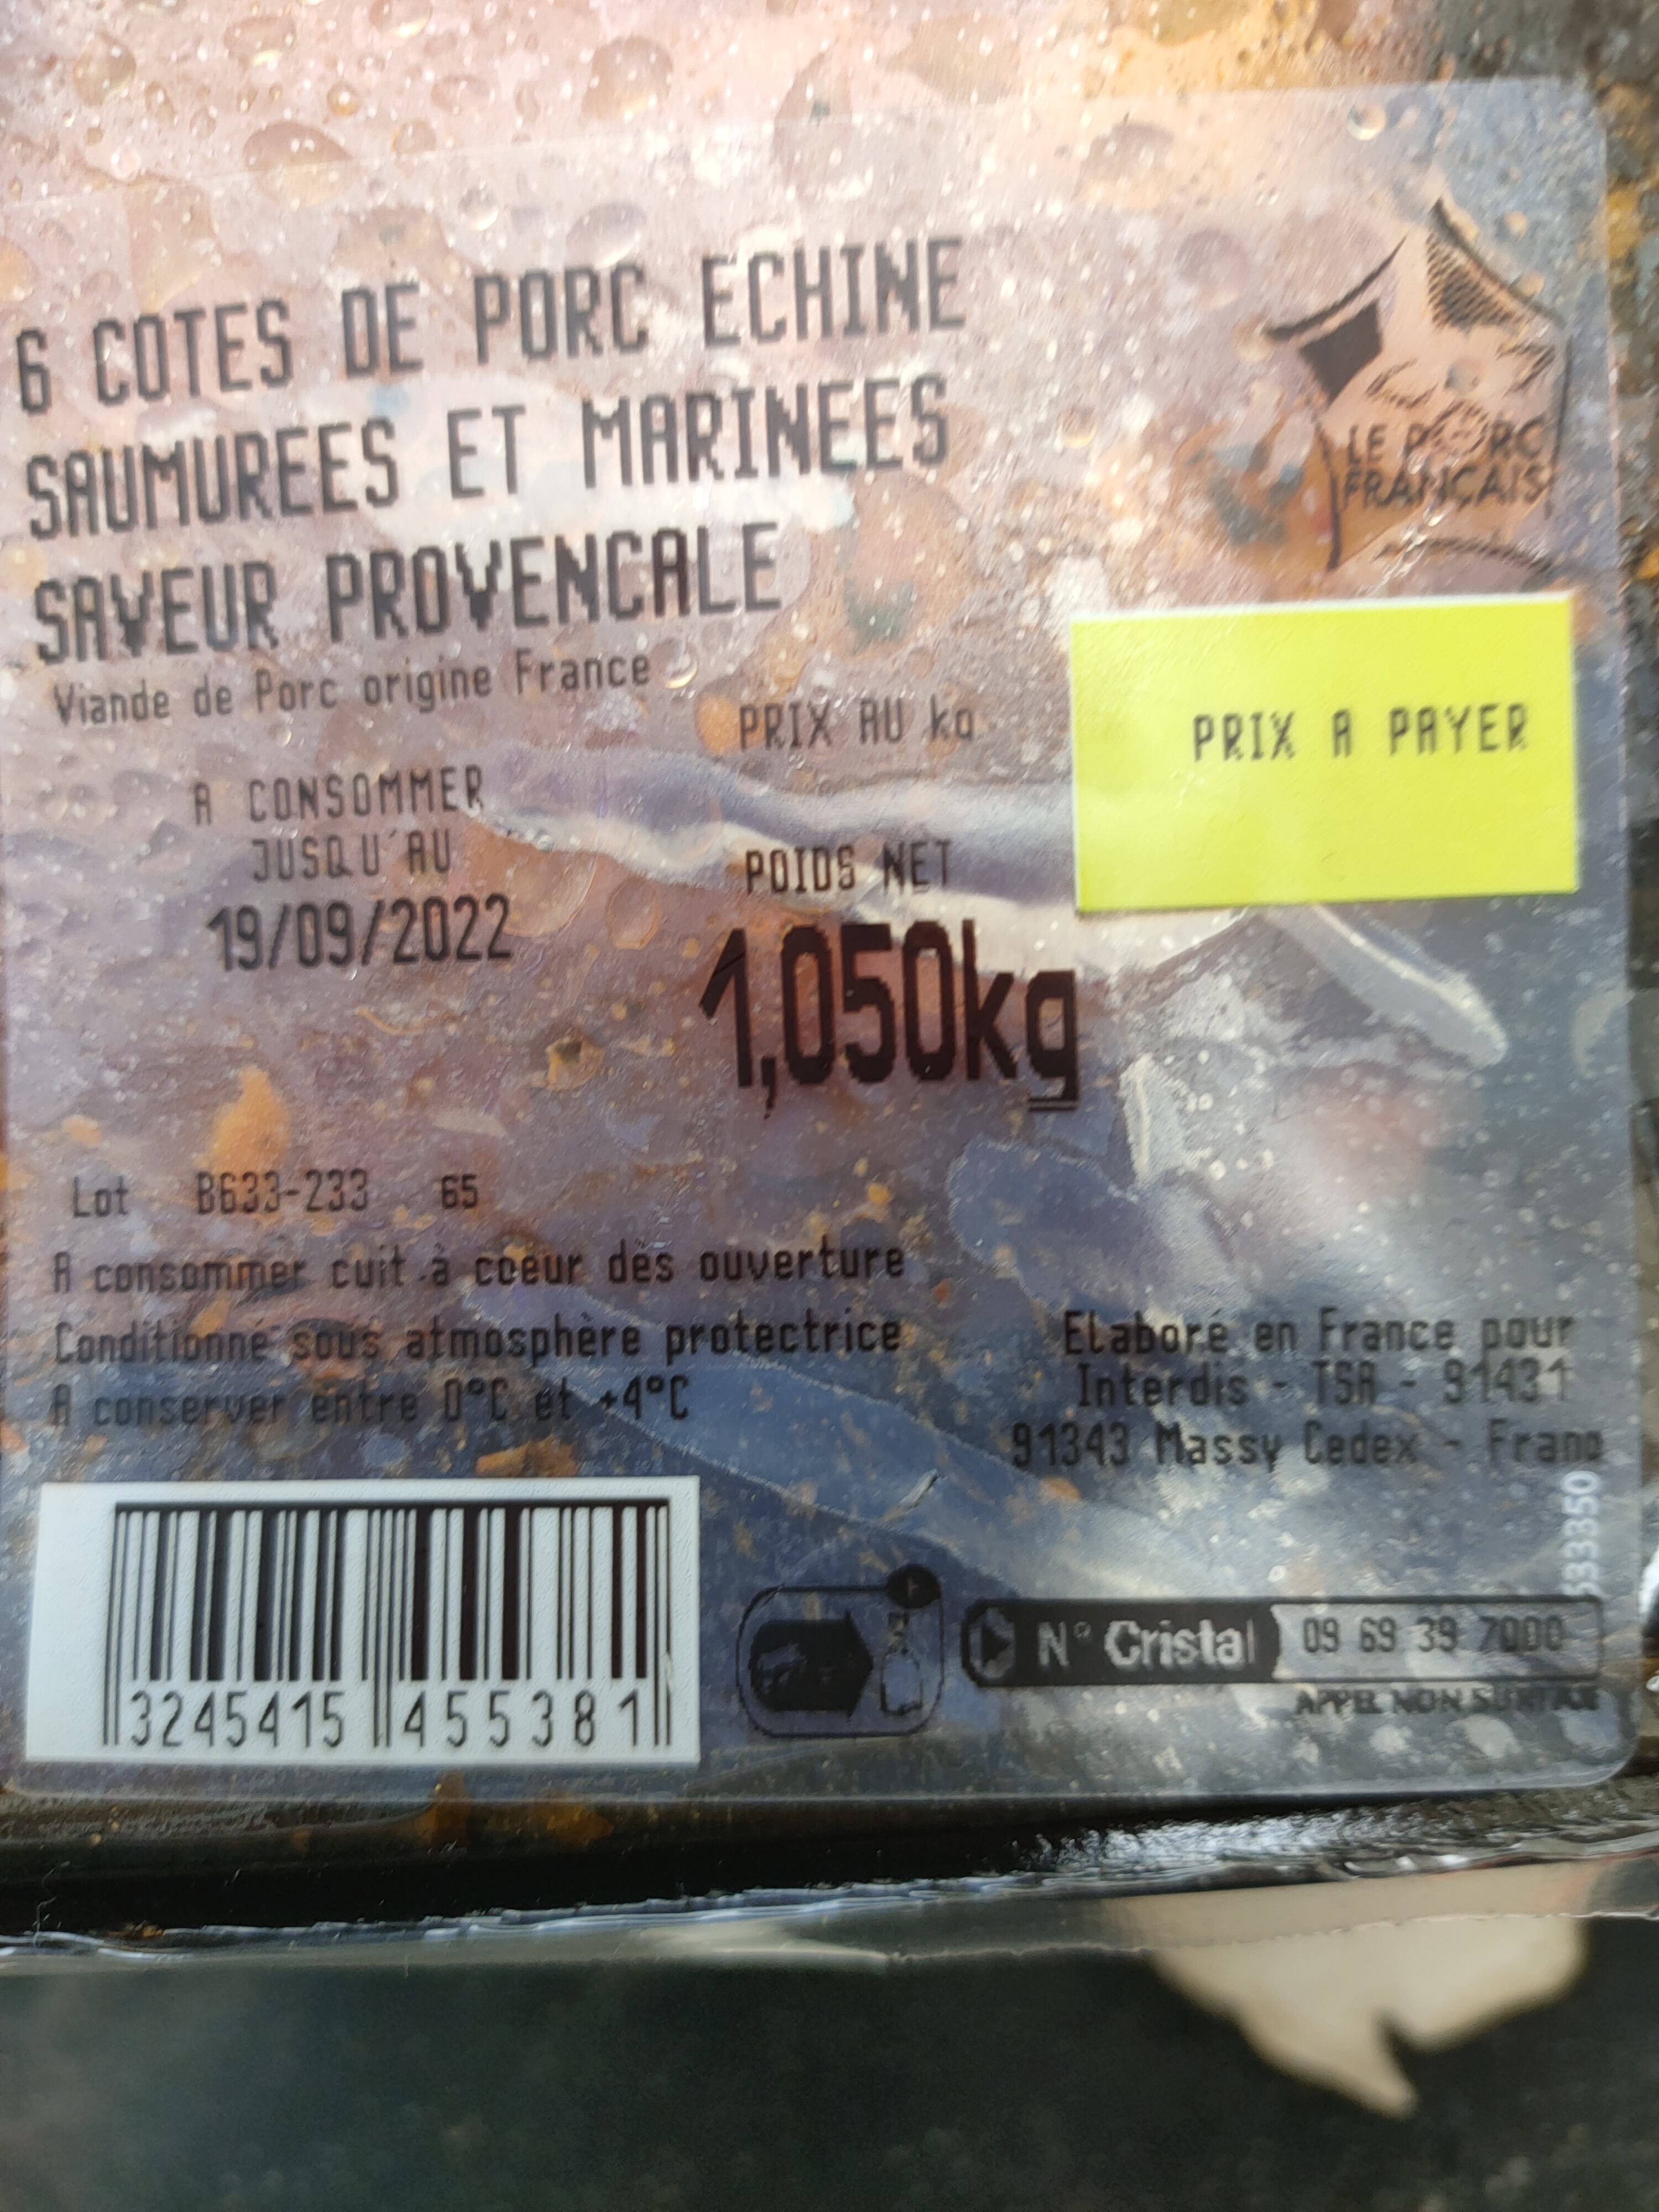 6 COTES DE PORC ECHINE
SAUMUREES ET MARINEES
SAVEUR PROVENCALE
Viande de Porc origine France
LE PORC
FRANÇAIS
PRIX AU kg
PRIX A PAYER
A CONSOMMER
JUSQU'AU
19/09/2022
POIDS NET
1,050kg
Lot B633-233 65
A consommer cuit à coeur dès ouverture
Conditionné sous atmosphère protectrice
A conserver entre 0°C et +4°C
Elaboré en France pour
Interdis - TSA - 91431
91343 Massy Cedex - Franc
533350
3245415 455381
N° Cristal 09 69 39 7000
APPEL NON SURTAXE